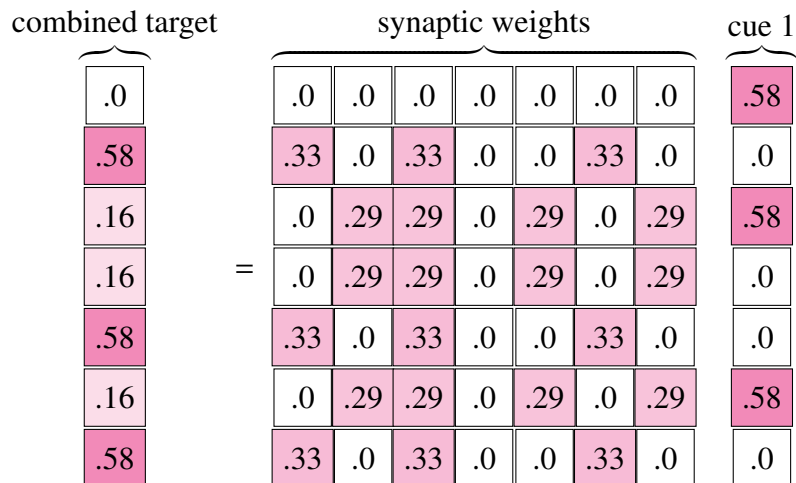 combined target synaptic weights cue 1
.0 .0 .0 .0 .0 .0 .0 .0 .58
.58 .33 .0 .33 .0 .0 .33 .0 .0
.16 .0 .29 .29 .0 .29 .0 .29 .58
.16 = .0 .29 .29 .0 .29 .0 .29 .0
.58 .33 .0 .33 .0 .0 .33 .0 .0
.16 .0 .29 .29 .0 .29 .0 .29 .58
.58 .33 .0 .33 .0 .0 .33 .0 .0